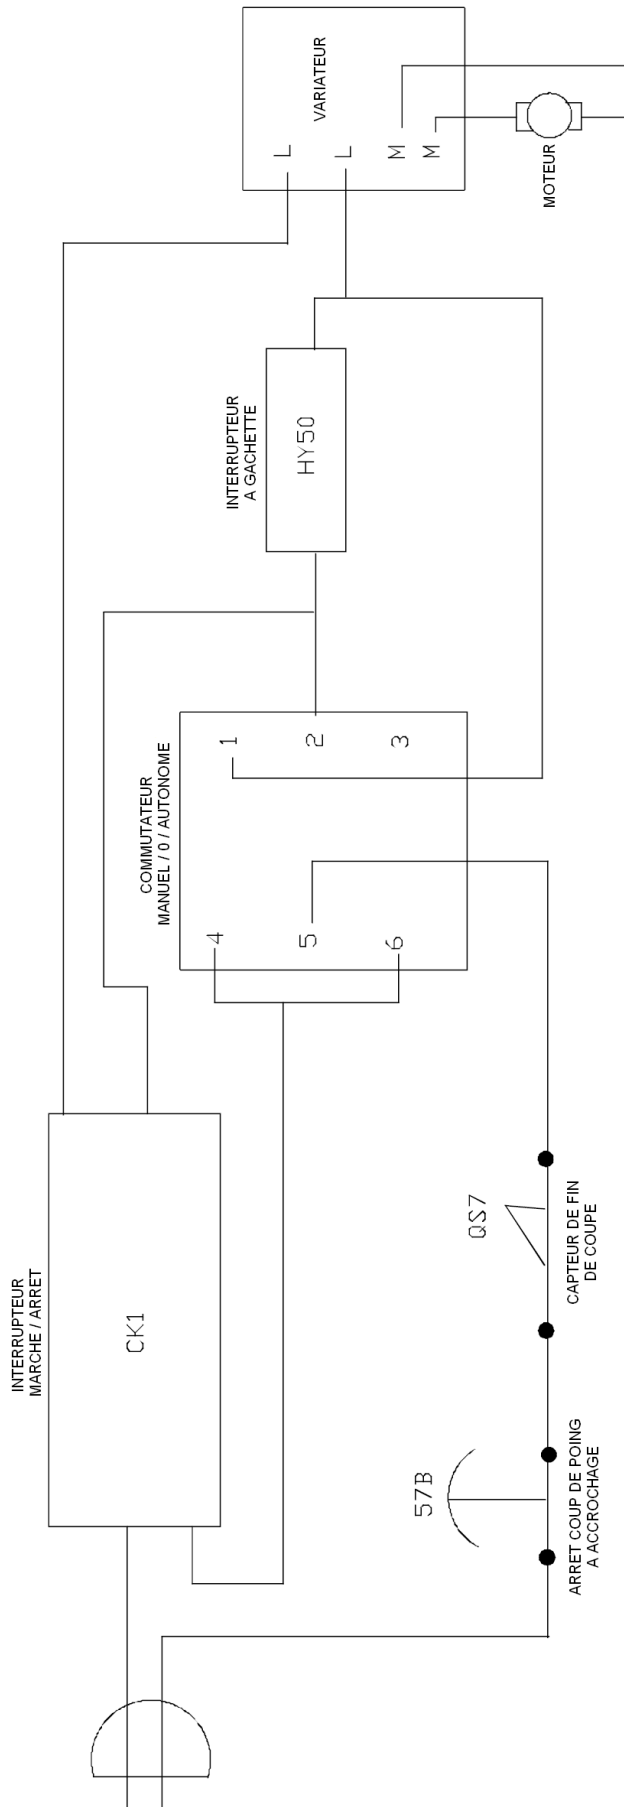 VARIATEUR
L
L
M
M
MOTEUR
INTERRUPTEUR
A GACHETTE
HY50
COMMUTATEUR
MANUEL / 0 / AUTONOME
1
2
3
4
5
6
INTERRUPTEUR
MARCHE / ARRET
CK1
QS7
CAPTEUR DE FIN
DE COUPE
57B
ARRET COUP DE POING
A ACCROCHAGE